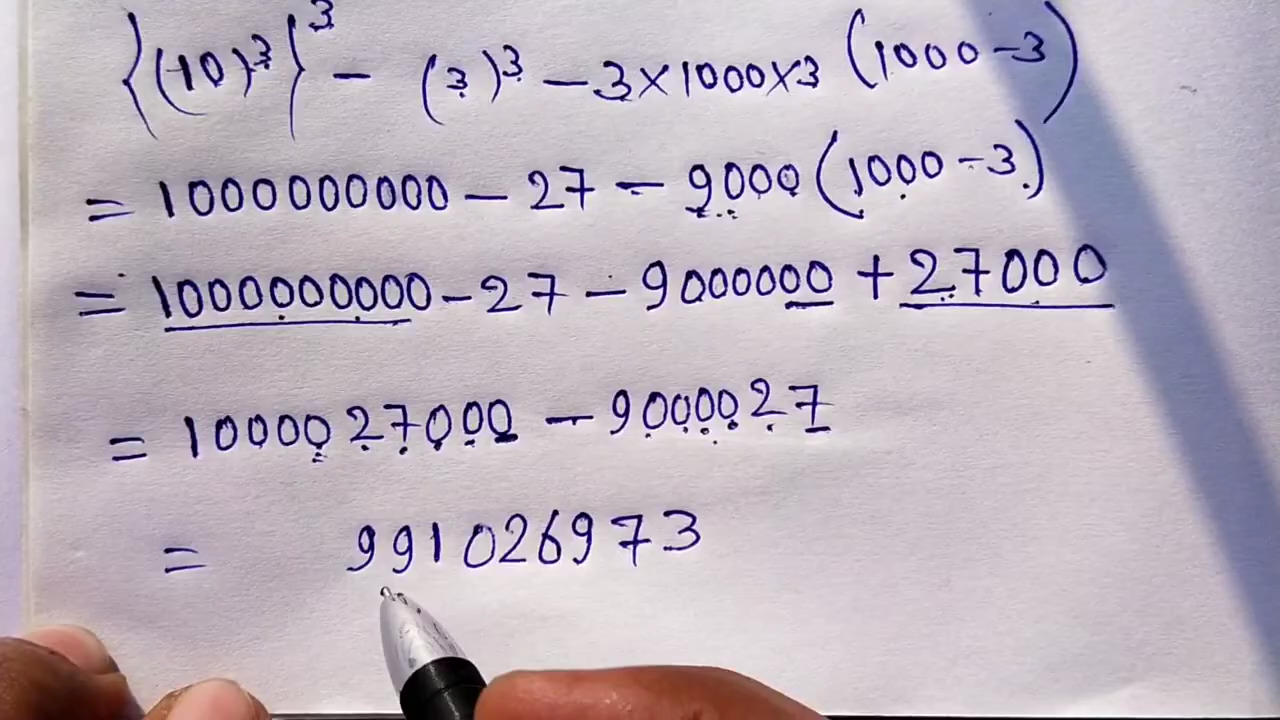 {(10)³}³ - (3)³ - 3×1000×3 (1000-3)
= 1000000000 - 27 - 9000 (1000-3)
= 1000000000 - 27 - 9000000 + 27000
= 1000027000 - 9000027
= 991026973